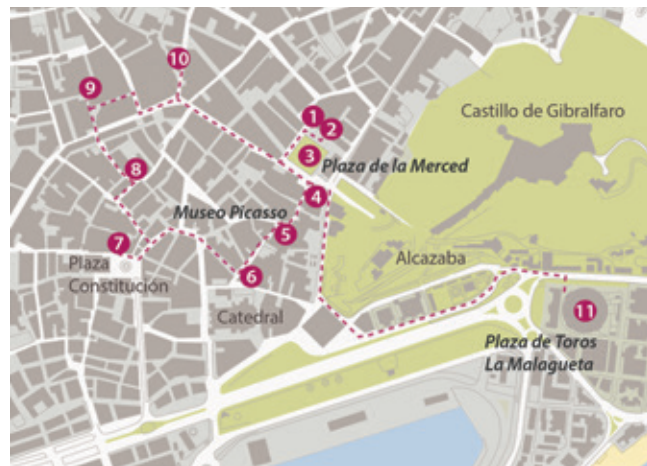 10
9
Castillo de Gibralfaro
1
2
3
Plaza de la Merced
8
4
Museo Picasso
5
7
Plaza
Constitución
6
Alcazaba
Catedral
11
Plaza de Toros
La Malagueta